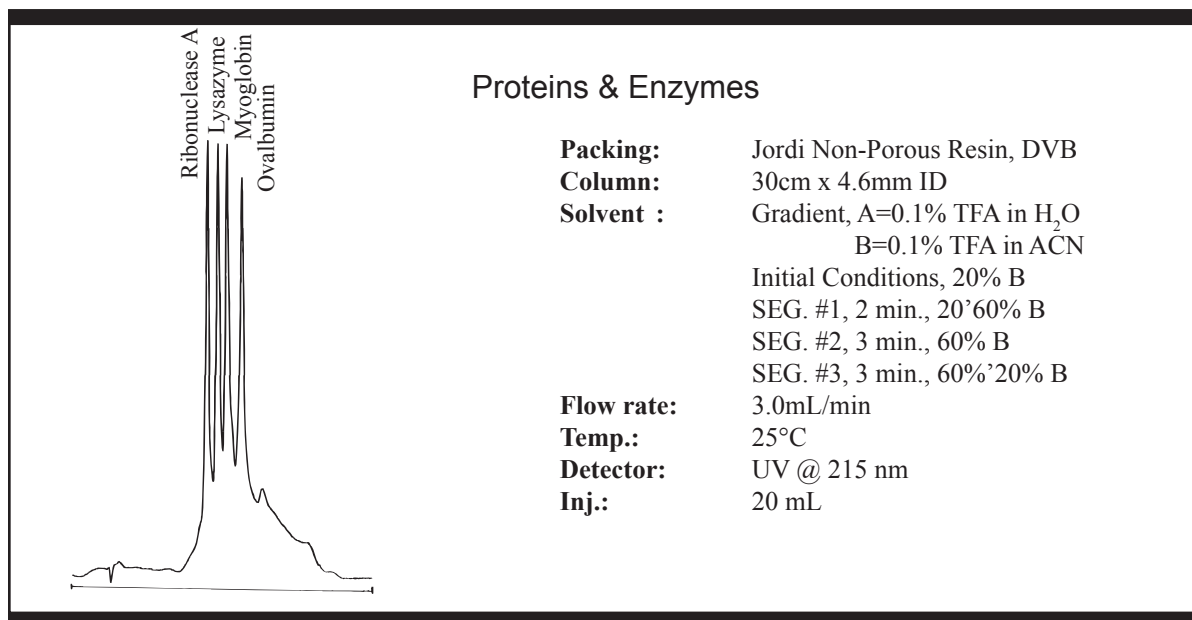 Ribonuclease A
Lysazyme
Myoglobin
Ovalbumin
Proteins & Enzymes
Packing: Jordi Non-Porous Resin, DVB
Column: 30cm x 4.6mm ID
Solvent : Gradient, A=0.1% TFA in H₂O
B=0.1% TFA in ACN
Initial Conditions, 20% B
SEG. #1, 2 min., 20’60% B
SEG. #2, 3 min., 60% B
SEG. #3, 3 min., 60%’20% B
Flow rate: 3.0mL/min
Temp.: 25°C
Detector: UV @ 215 nm
Inj.: 20 mL